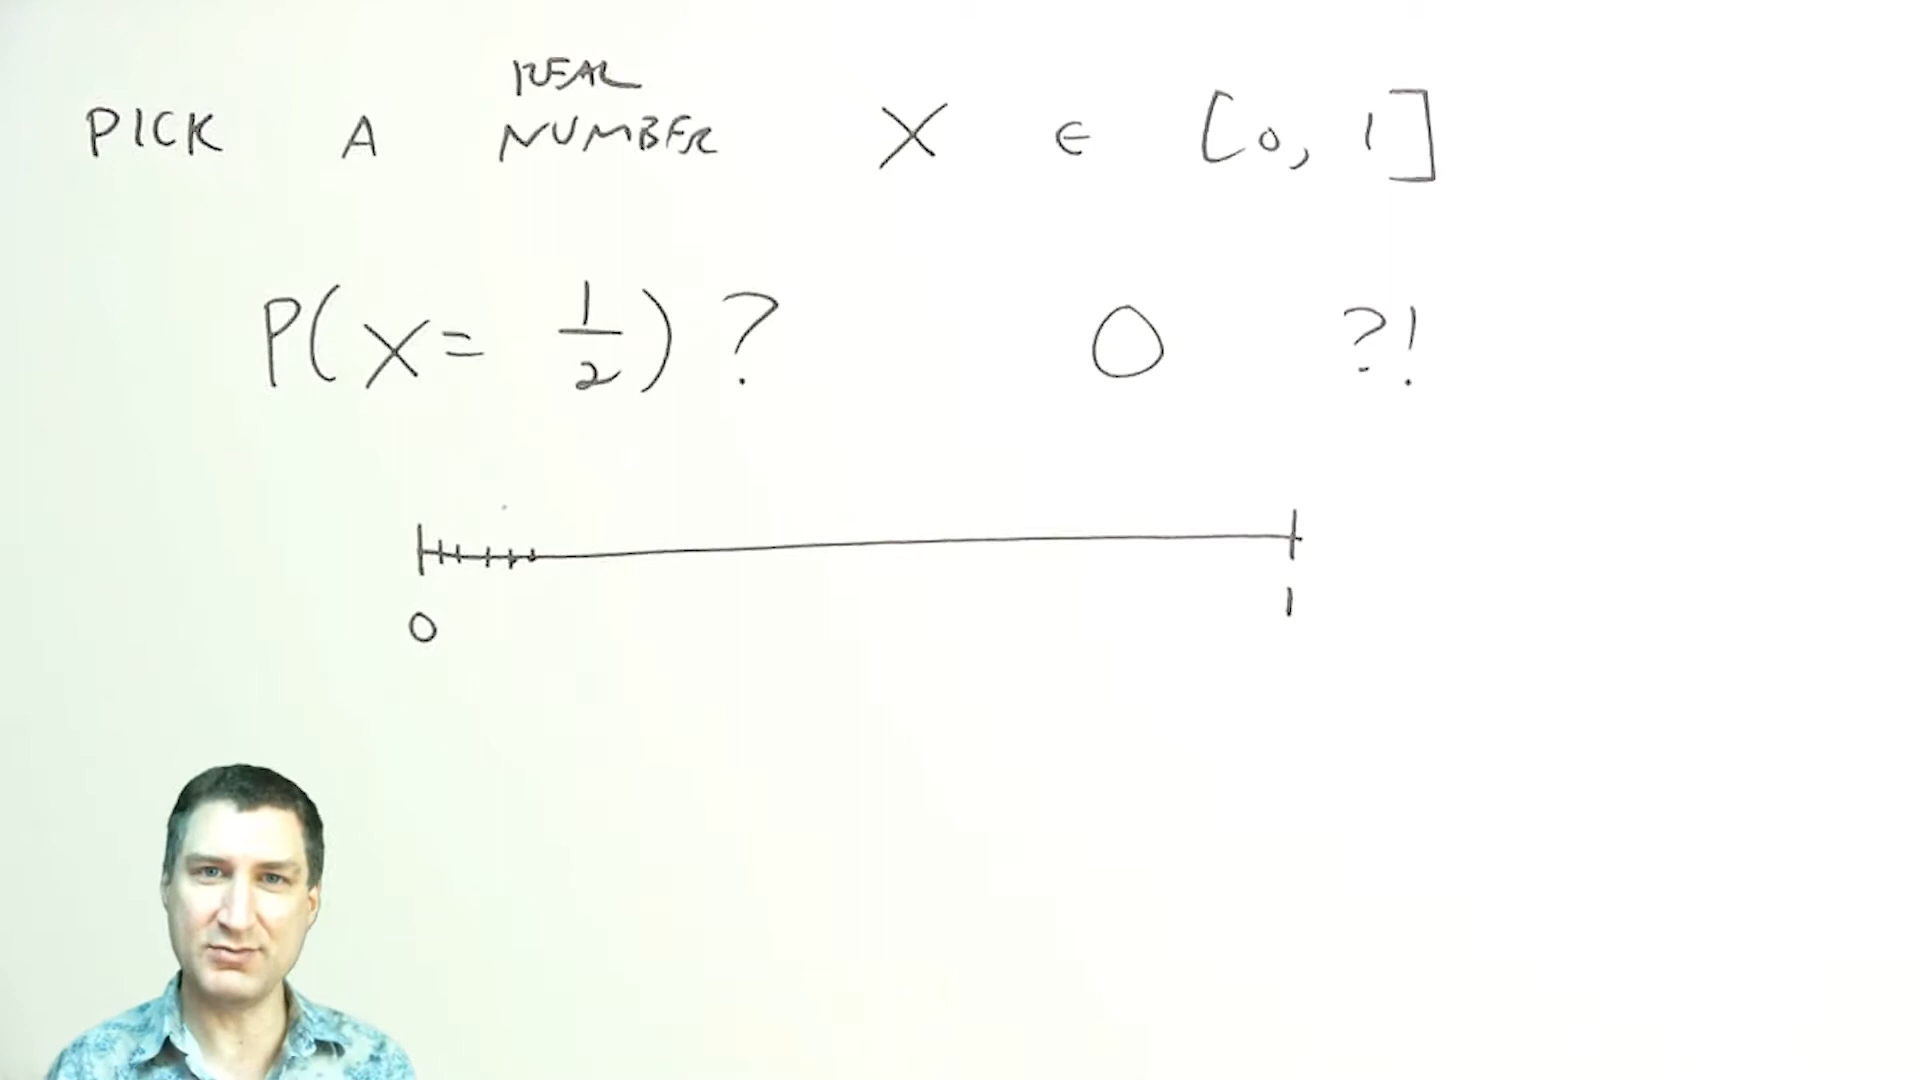 REAL
PICK A NUMBER X ∈ [0, 1]
P(X = 1/2) ? 0 ?!
0 1